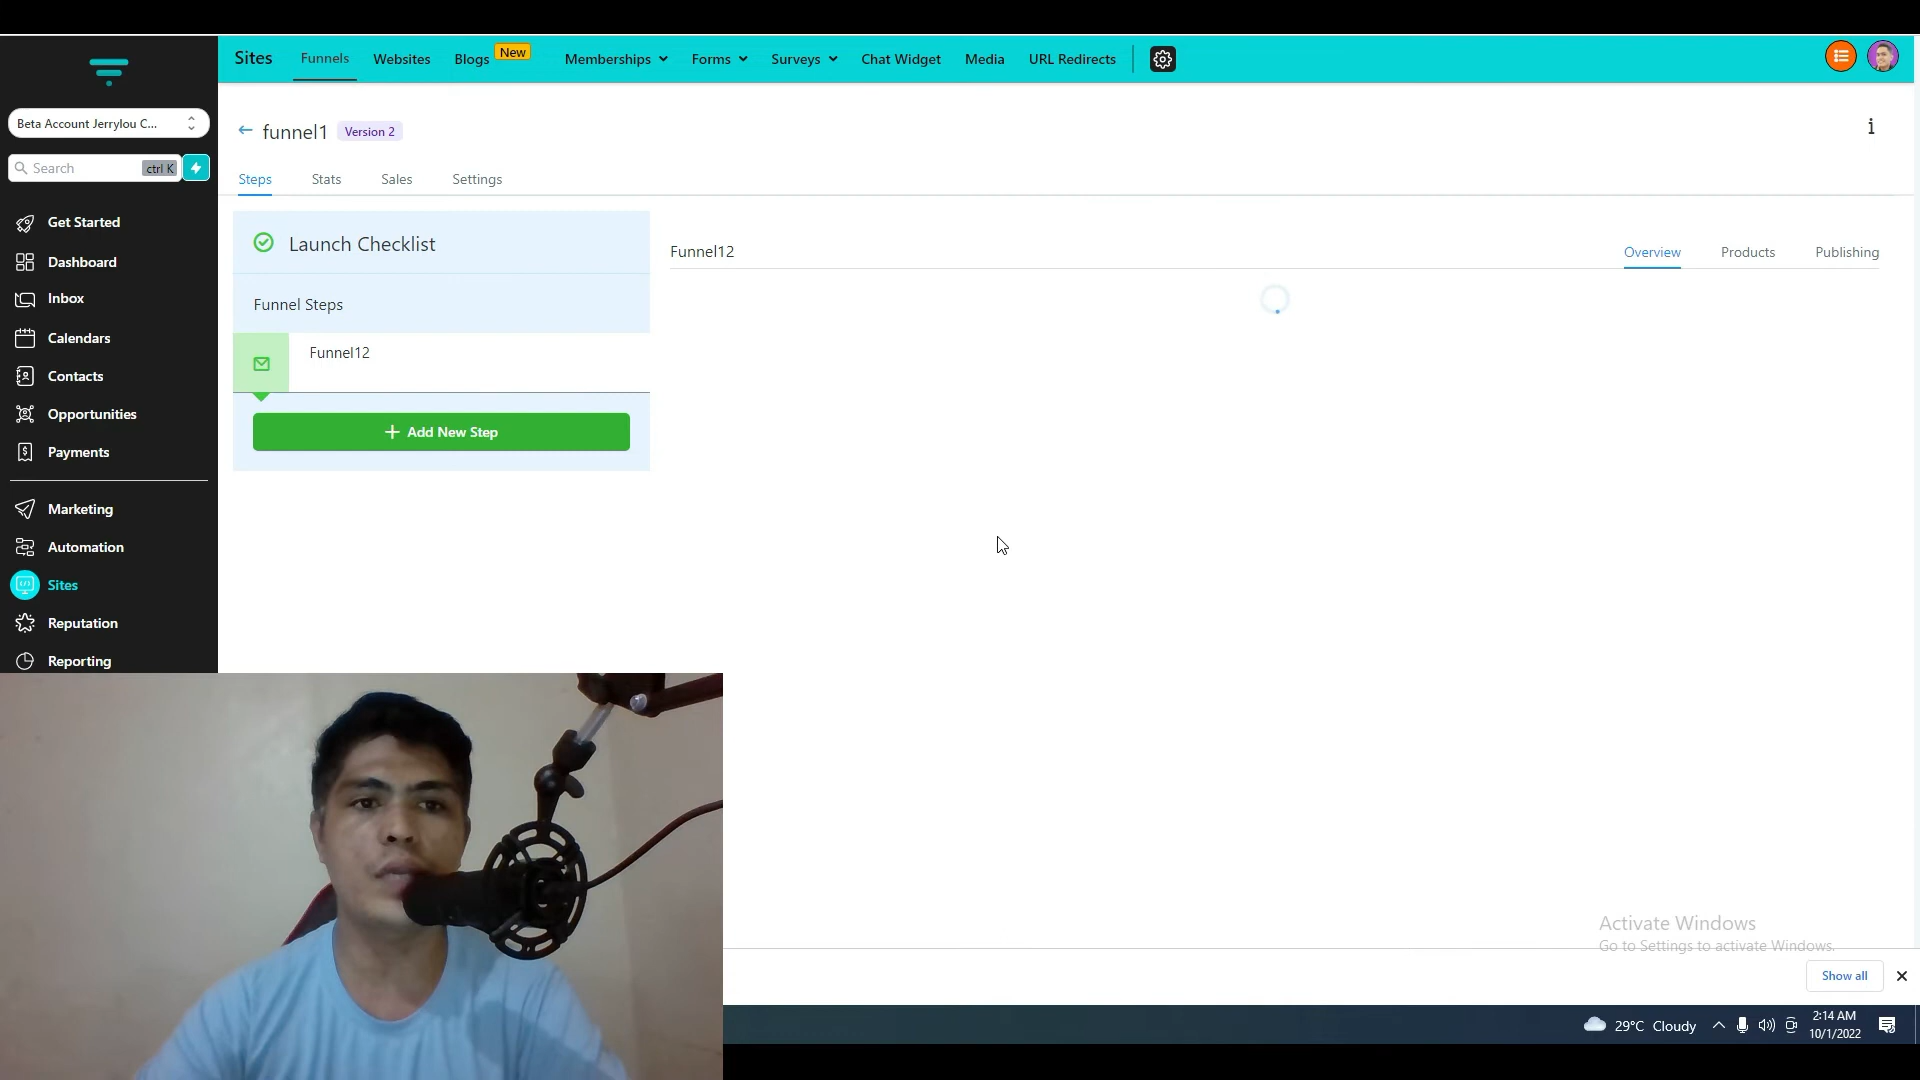 Sites
Funnels
Websites
Blogs
New
Memberships
Forms
Surveys
Chat Widget
Media
URL Redirects
Beta Account Jerrylou C...
Search
ctrl K
Get Started
Dashboard
Inbox
Calendars
Contacts
Opportunities
Payments
Marketing
Automation
Sites
Reputation
Reporting
funnel1
Version 2
Steps
Stats
Sales
Settings
Launch Checklist
Funnel Steps
Funnel12
Add New Step
Funnel12
Overview
Products
Publishing
Activate Windows
Go to Settings to activate Windows.
Show all
29°C Cloudy
2:14 AM
10/1/2022